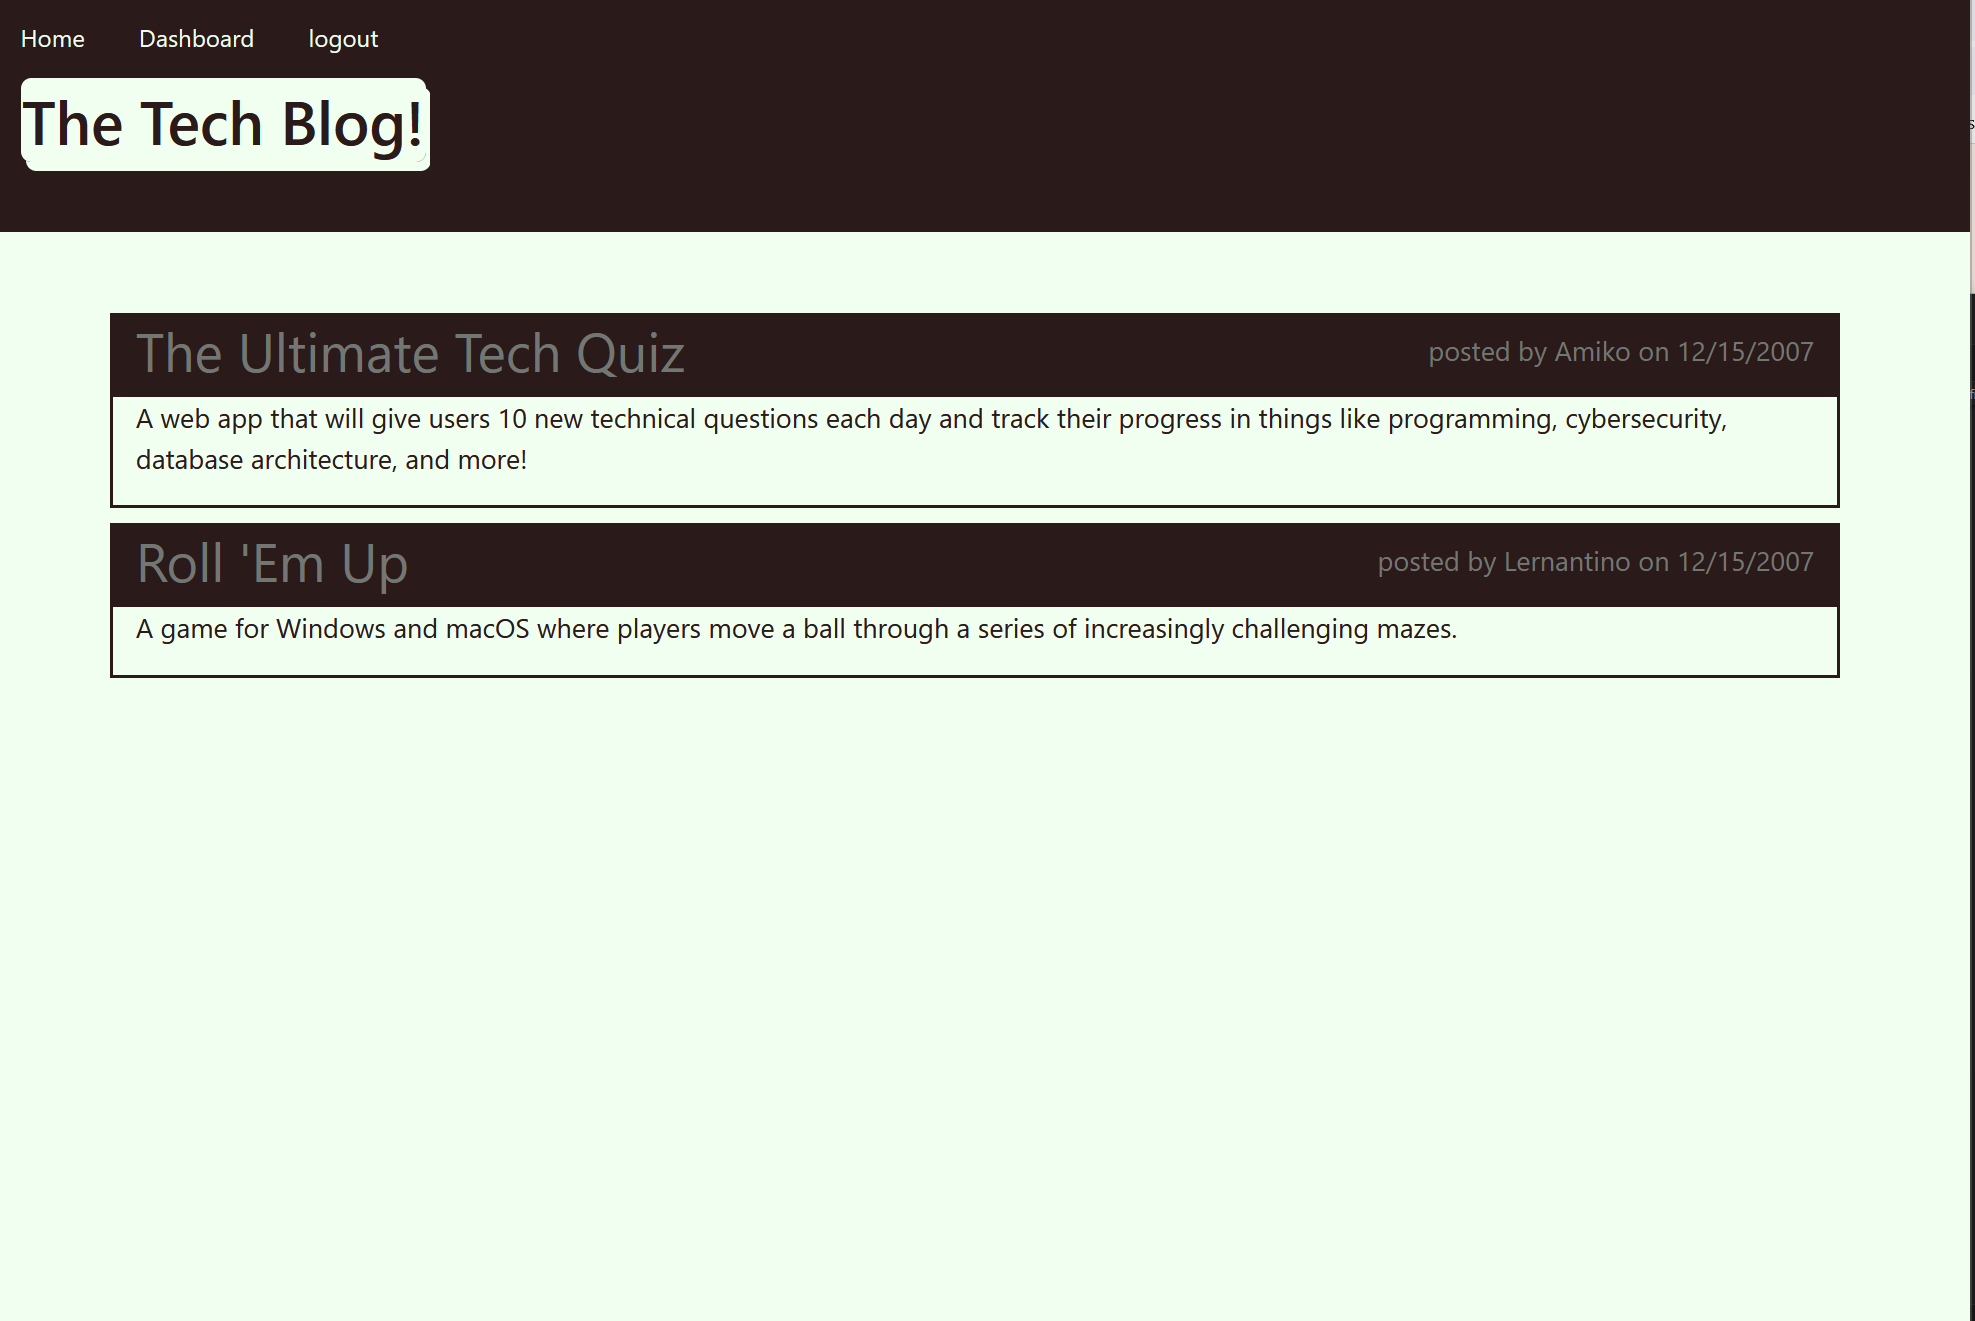 Home Dashboard logout
The Tech Blog!
The Ultimate Tech Quiz posted by Amiko on 12/15/2007
A web app that will give users 10 new technical questions each day and track their progress in things like programming, cybersecurity,
database architecture, and more!
Roll 'Em Up posted by Lernantino on 12/15/2007
A game for Windows and macOS where players move a ball through a series of increasingly challenging mazes.